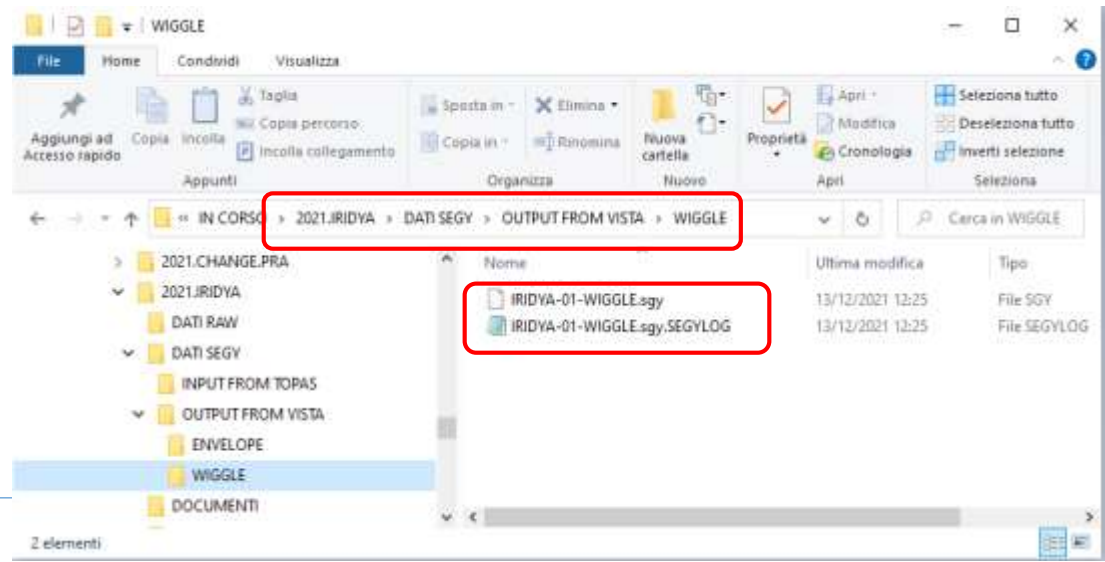 WIGGLE
File Home Condividi Visualizza
Aggiungi ad Accesso rapido
Copia
Incolla
Taglia
Copia percorso
Incolla collegamento
Appunti
Sposta in
Copia in
Elimina
Rinomina
Organizza
Nuova cartella
Nuovo
Proprietà
Apri
Modifica
Cronologia
Apri
Seleziona tutto
Deseleziona tutto
Inverti selezione
Seleziona
« IN CORSO › 2021.IRIDYA › DATI SEGY › OUTPUT FROM VISTA › WIGGLE
Cerca in WIGGLE
2021.CHANGE.PRA
2021.IRIDYA
DATI RAW
DATI SEGY
INPUT FROM TOPAS
OUTPUT FROM VISTA
ENVELOPE
WIGGLE
DOCUMENTI
Nome Ultima modifica Tipo
IRIDYA-01-WIGGLE.sgy 13/12/2021 12:25 File SGY
IRIDYA-01-WIGGLE.sgy.SEGYLOG 13/12/2021 12:25 File SEGYLOG
2 elementi